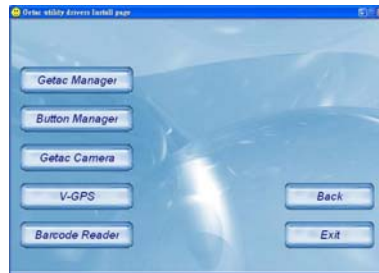 Getac utility drivers Install page
Getac Manager
Button Manager
Getac Camera
V-GPS
Barcode Reader
Back
Exit